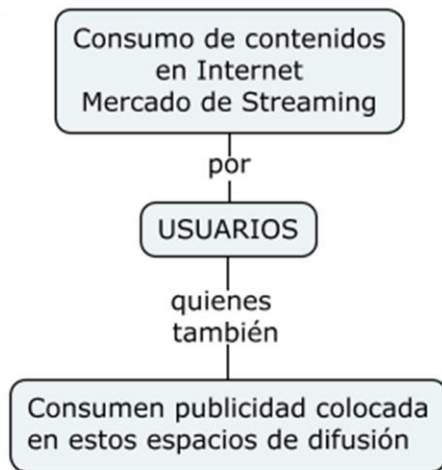 Consumo de contenidos
en Internet
Mercado de Streaming
por
USUARIOS
quienes
también
Consumen publicidad colocada
en estos espacios de difusión